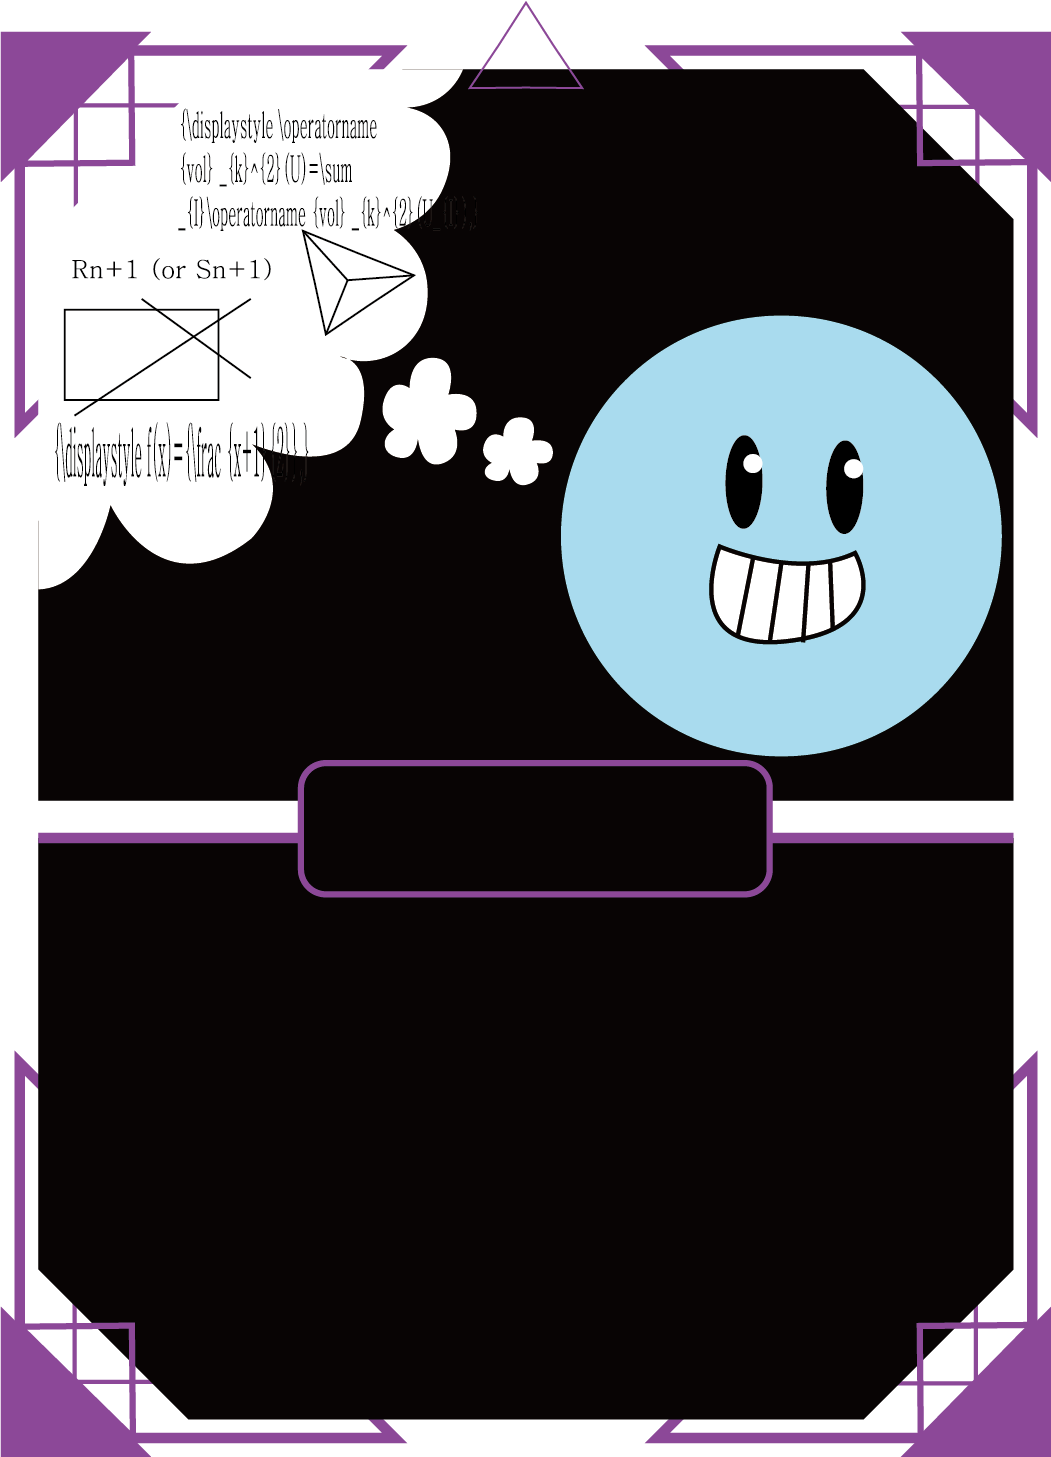 {\displaystyle \operatorname
{vol} _{k}^{2}(U)=\sum
_{I}\operatorname {vol} _{k}^{2}(U_{I};}
Rn+1 (or Sn+1)
{\displaystyle f(x)={\frac {x+1}{2}},}